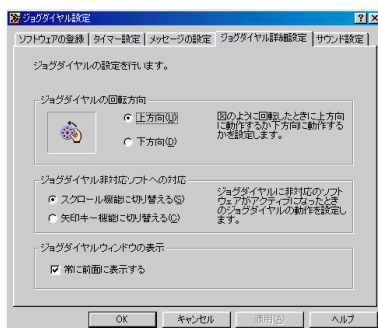 ジョグダイヤル設定
ソフトウェアの登録 タイマー設定 メッセージの設定 ジョグダイヤル詳細設定 サウンド設定
ジョグダイヤルの設定を行います。
ジョグダイヤルの回転方向
上方向(U)
下方向(D)
図のように回転したときに上方向
に動作するか下方向に動作する
かを設定します。
ジョグダイヤル非対応ソフトへの対応
スクロール機能に切り替える(S)
矢印キー機能に切り替える(C)
ジョグダイヤルに非対応のソフト
ウェアがアクティブになったとき
のジョグダイヤルの動作を設定し
ます。
ジョグダイヤルウィンドウの表示
常に前面に表示する
OK キャンセル 適用(A) ヘルプ